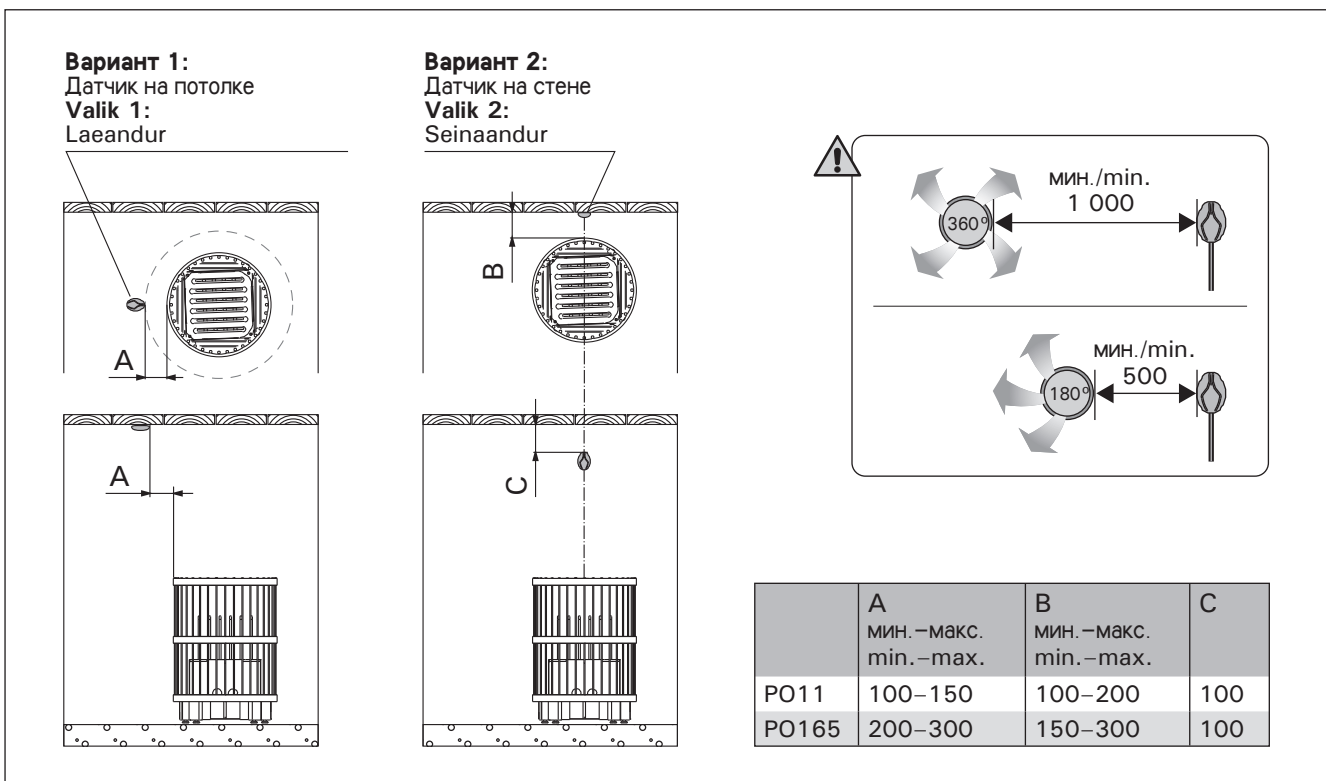 Вариант 1:
Датчик на потолке
Valik 1:
Laeandur
Вариант 2:
Датчик на стене
Valik 2:
Seinaandur
A
A
B
C
360°
мин./min.
1 000
180°
мин./min.
500
A B C
мин.–макс. мин.–макс.
min.–max. min.–max.
PO11 100–150 100–200 100
PO165 200–300 150–300 100